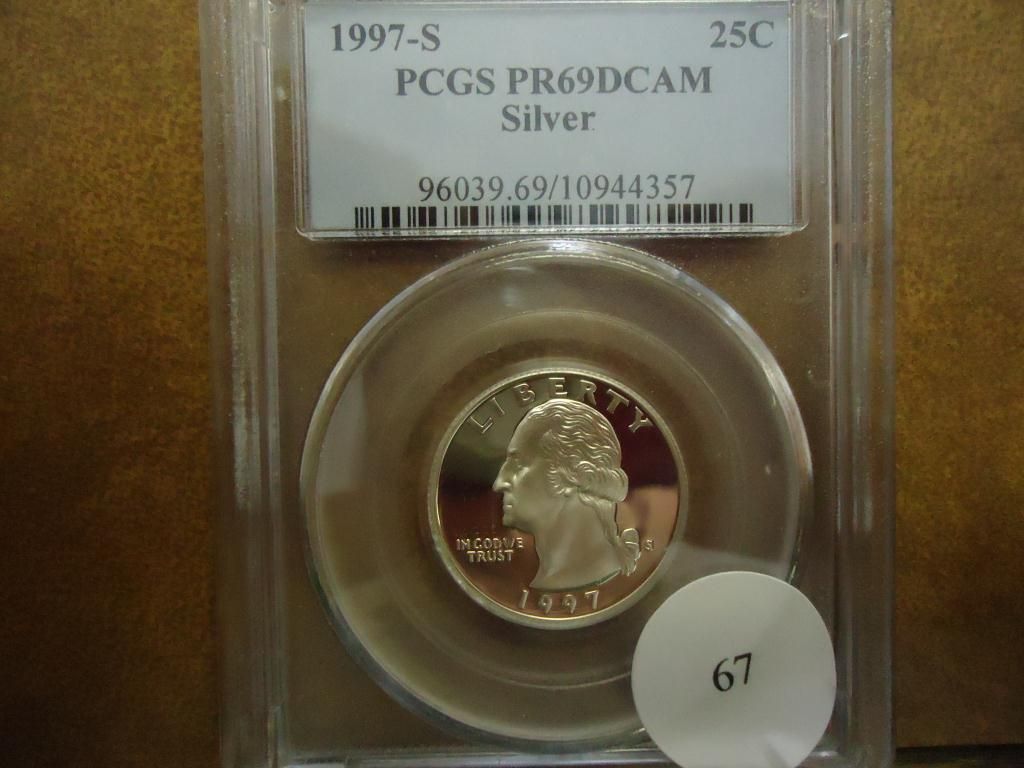 1997-S 25C
PCGS PR69DCAM
Silver
96039.69/10944357
LIBERTY
IN GOD WE
TRUST
S
1997
67